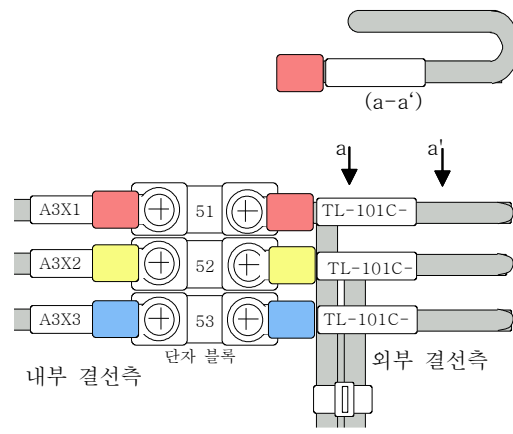 (a-a')
a a'
A3X1 51 TL-101C-
A3X2 52 TL-101C-
A3X3 53 TL-101C-
단자 블록
내부 결선측
외부 결선측